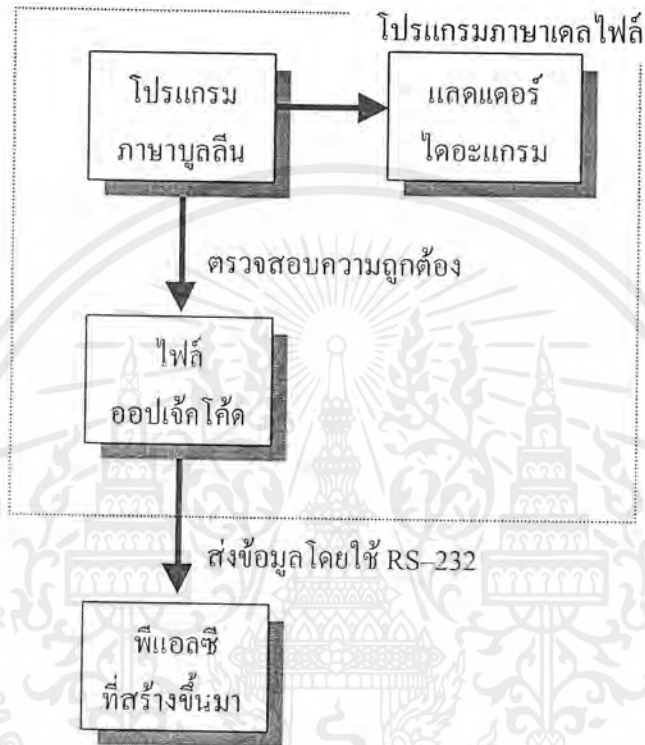 โปรแกรมภาษาเดลไฟล์
โปรแกรม
ภาษาบูลลีน
แลดแดอร์
ไดอะแกรม
ตรวจสอบความถูกต้อง
ไฟล์
ออปเจ้คโค้ด
ส่งข้อมูลโดยใช้ RS–232
พีแอลซี
ที่สร้างขึ้นมา